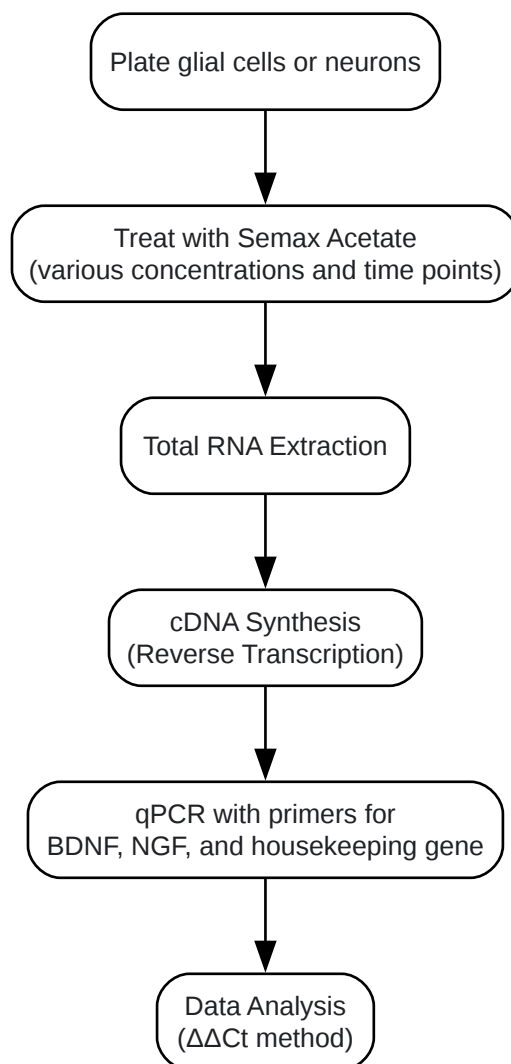 Plate glial cells or neurons
Treat with Semax Acetate
(various concentrations and time points)
Total RNA Extraction
cDNA Synthesis
(Reverse Transcription)
qPCR with primers for
BDNF, NGF, and housekeeping gene
Data Analysis
(ΔΔCt method)